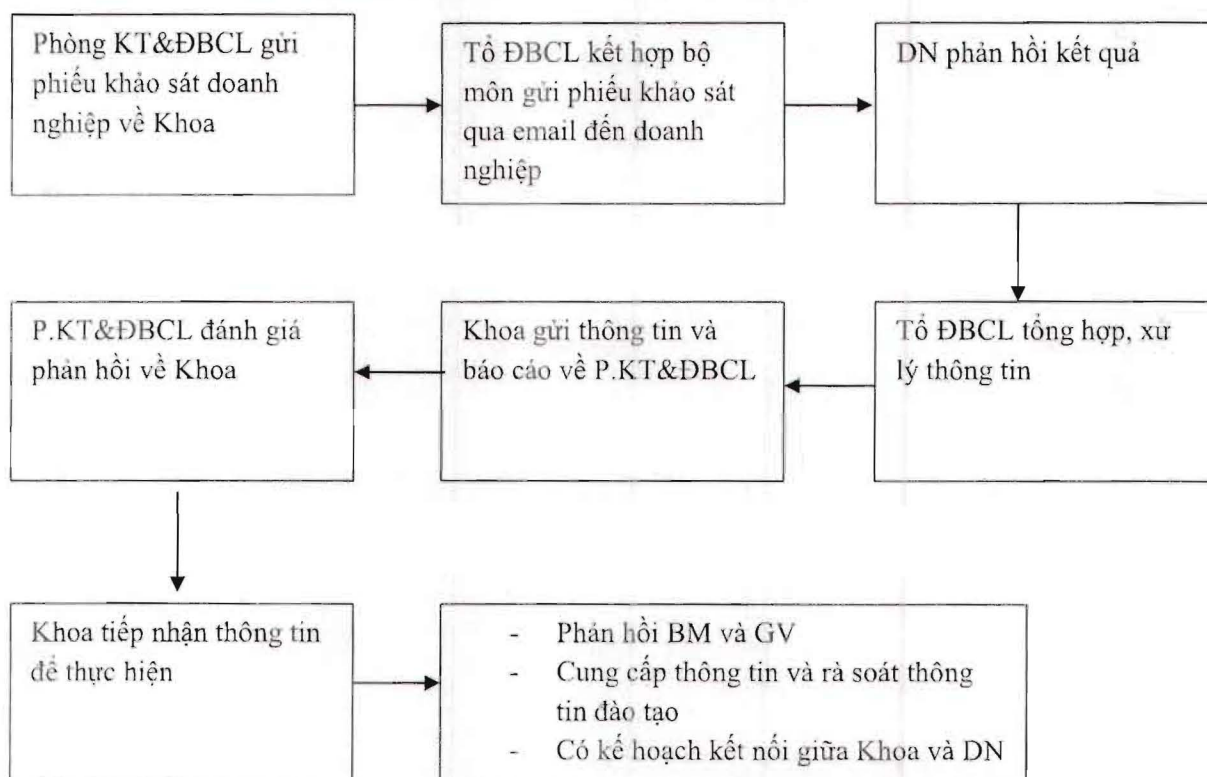 Phòng KT&ĐBCL gửi
phiếu khảo sát doanh
nghiệp về Khoa
Tổ ĐBCL kết hợp bộ
môn gửi phiếu khảo sát
qua email đến doanh
nghiệp
DN phản hồi kết quả
Tổ ĐBCL tổng hợp, xử
lý thông tin
Khoa gửi thông tin và
báo cáo về P.KT&ĐBCL
P.KT&ĐBCL đánh giá
phản hồi về Khoa
Khoa tiếp nhận thông tin
để thực hiện
- Phản hồi BM và GV
- Cung cấp thông tin và rà soát thông
tin đào tạo
- Có kế hoạch kết nối giữa Khoa và DN